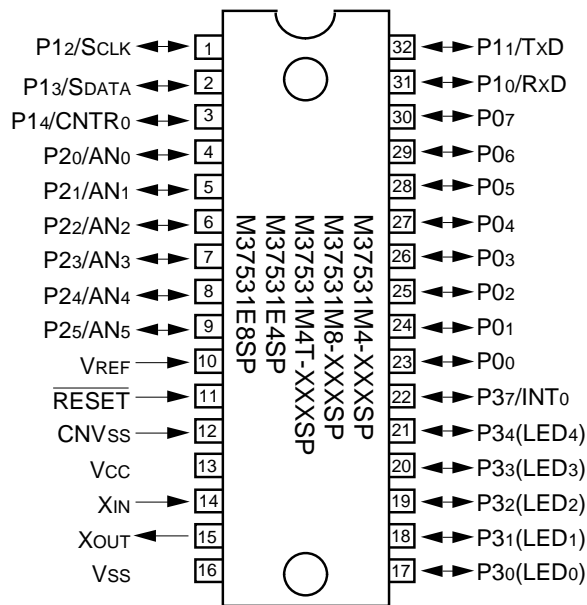 P12/SCLK 1
P13/SDATA 2
P14/CNTR0 3
P20/AN0 4
P21/AN1 5
P22/AN2 6
P23/AN3 7
P24/AN4 8
P25/AN5 9
VREF 10
RESET 11
CNVSS 12
VCC 13
XIN 14
XOUT 15
VSS 16
M37531M4-XXXSP
M37531M8-XXXSP
M37531M4T-XXXSP
M37531E4SP
M37531E8SP
32 P11/TXD
31 P10/RXD
30 P07
29 P06
28 P05
27 P04
26 P03
25 P02
24 P01
23 P00
22 P37/INT0
21 P34(LED4)
20 P33(LED3)
19 P32(LED2)
18 P31(LED1)
17 P30(LED0)